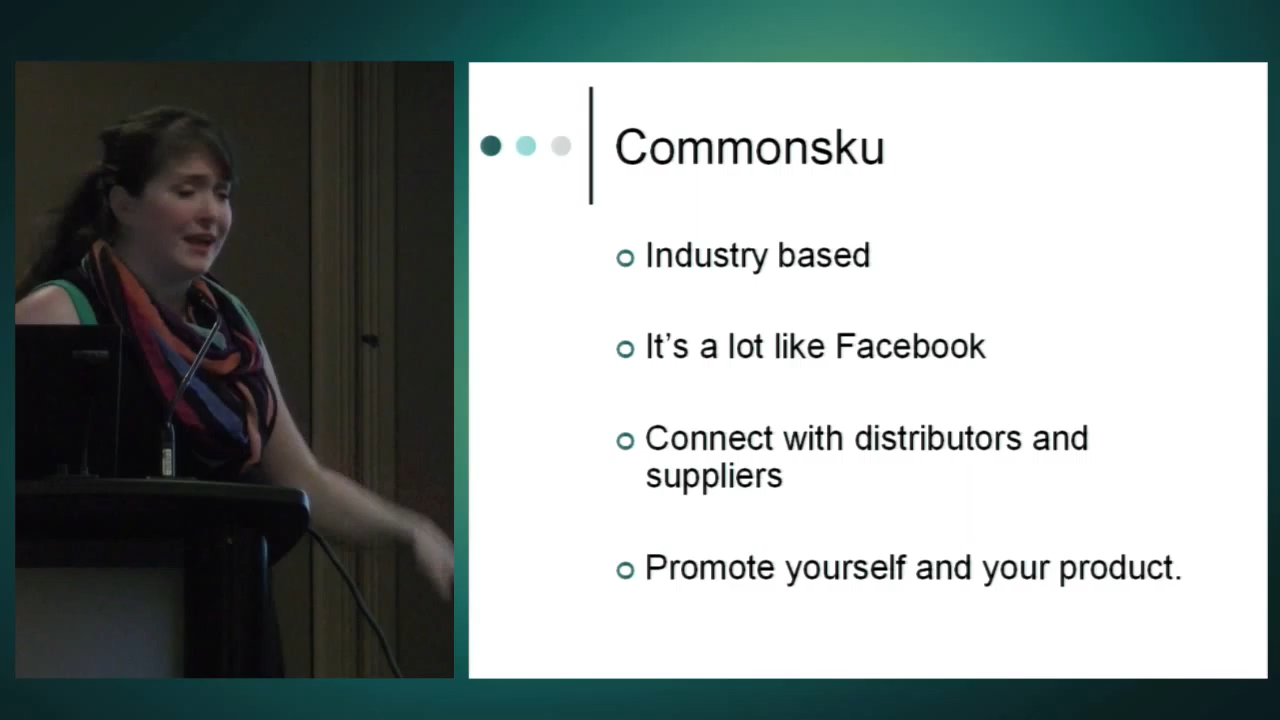 Commonsku
Industry based
It's a lot like Facebook
Connect with distributors and
suppliers
Promote yourself and your product.